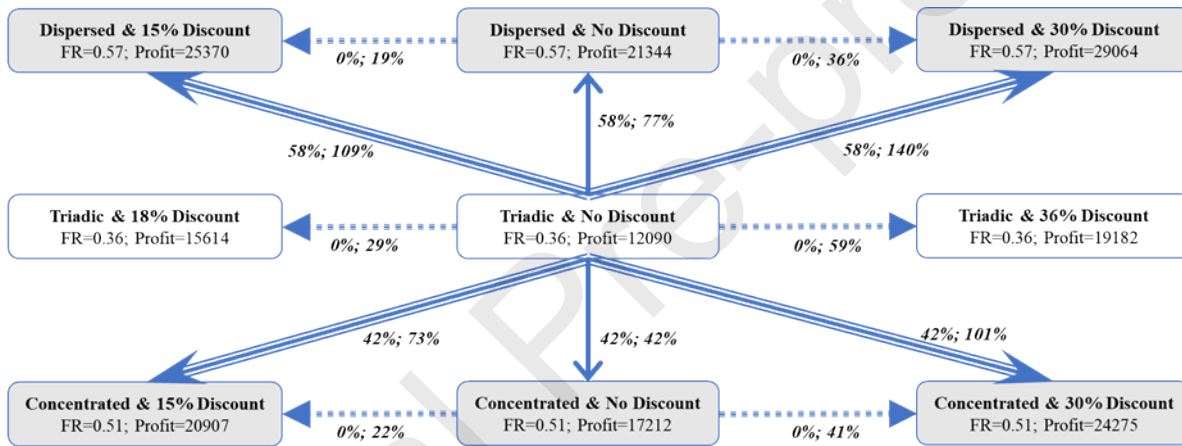 Dispersed & 15% Discount
FR=0.57; Profit=25370
0%; 19%
Dispersed & No Discount
FR=0.57; Profit=21344
0%; 36%
Dispersed & 30% Discount
FR=0.57; Profit=29064
58%; 109%
58%; 77%
58%; 140%
Triadic & 18% Discount
FR=0.36; Profit=15614
0%; 29%
Triadic & No Discount
FR=0.36; Profit=12090
0%; 59%
Triadic & 36% Discount
FR=0.36; Profit=19182
42%; 73%
42%; 42%
42%; 101%
Concentrated & 15% Discount
FR=0.51; Profit=20907
0%; 22%
Concentrated & No Discount
FR=0.51; Profit=17212
0%; 41%
Concentrated & 30% Discount
FR=0.51; Profit=24275